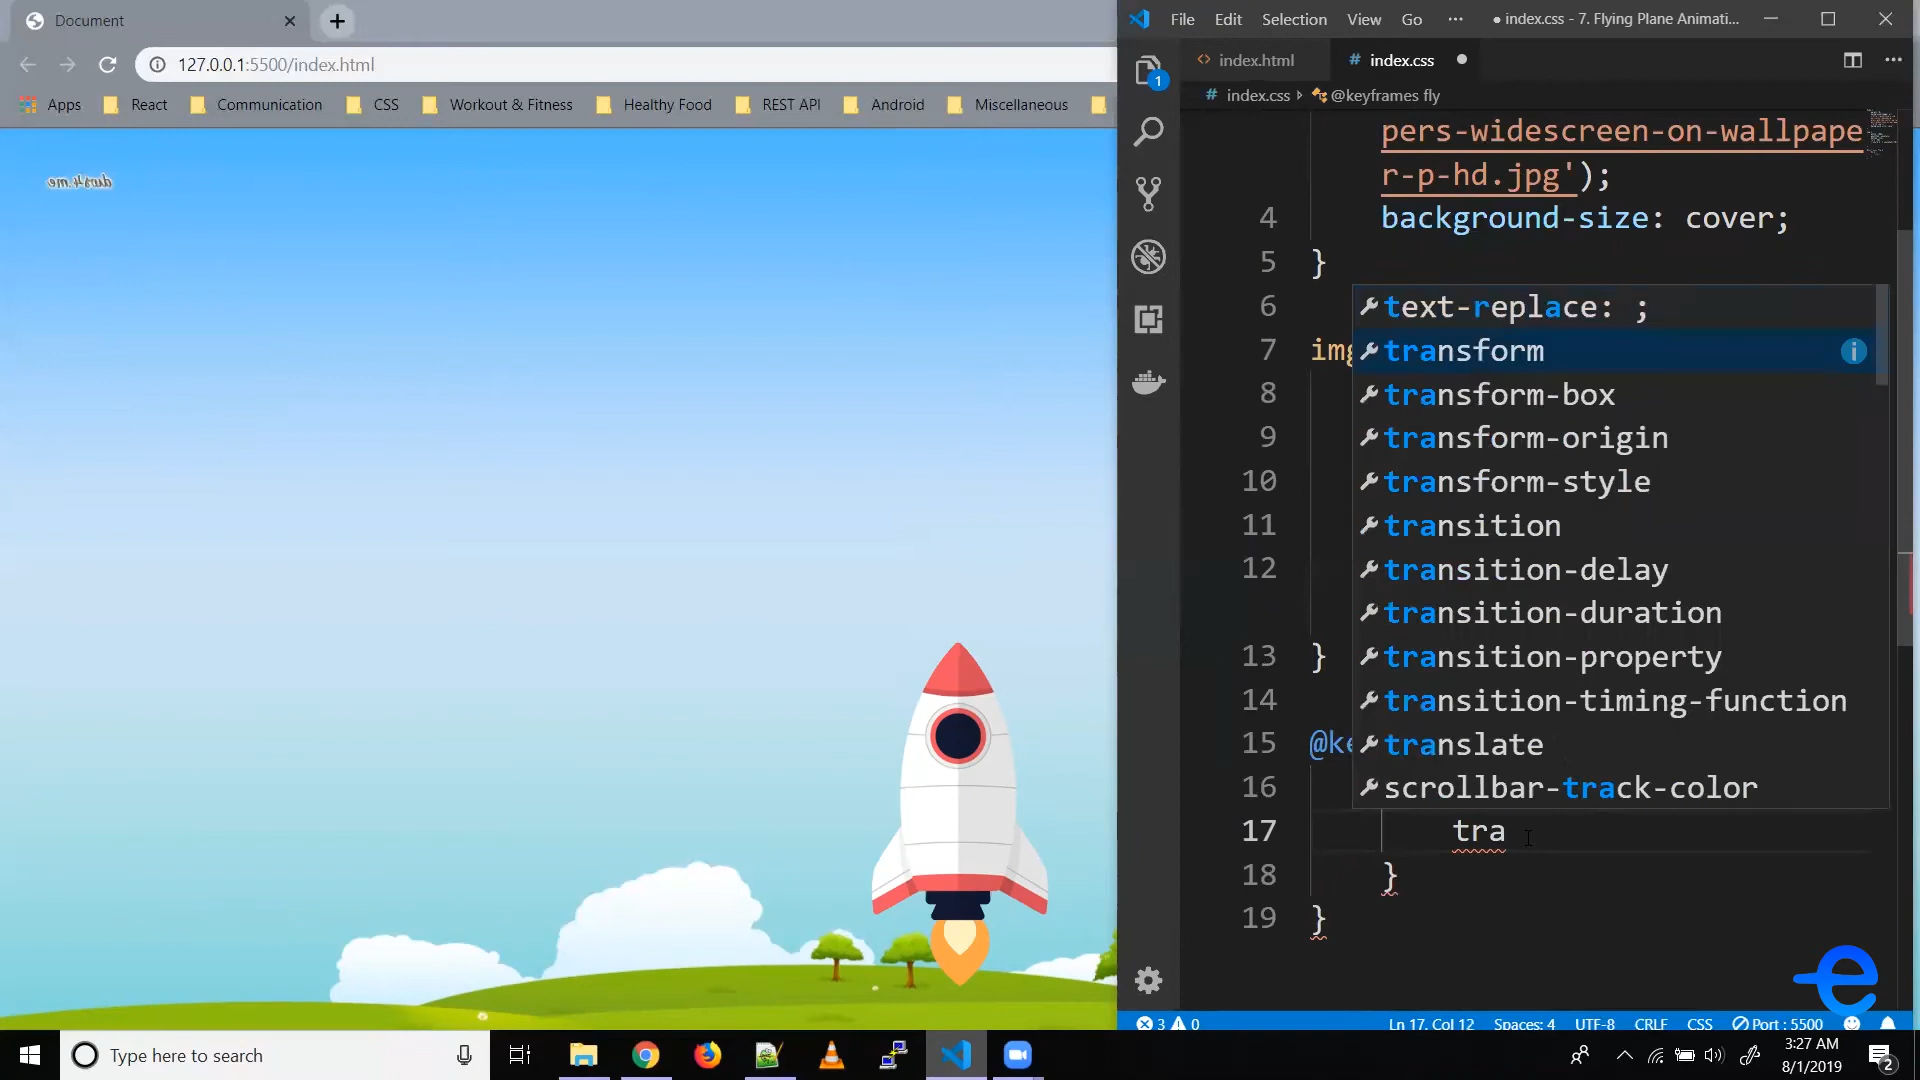 Document
127.0.0.1:5500/index.html
Apps React Communication CSS Workout & Fitness Healthy Food REST API Android Miscellaneous
File Edit Selection View Go ··· ● index.css - 7. Flying Plane Animati...
1
<> index.html # index.css ●
# index.css > @keyframes fly
pers-widescreen-on-wallpape
r-p-hd.jpg');
4 background-size: cover;
5 }
6 text-replace: ;
7 img transform
8 transform-box
9 transform-origin
10 transform-style
11 transition
12 transition-delay
transition-duration
13 } transition-property
14 transition-timing-function
15 @ke translate
16 scrollbar-track-color
17 tra
18 }
19 }
e
3 0 Ln 17, Col 12 Spaces: 4 UTF-8 CRLF CSS Port : 5500
Type here to search
3:27 AM
8/1/2019
2